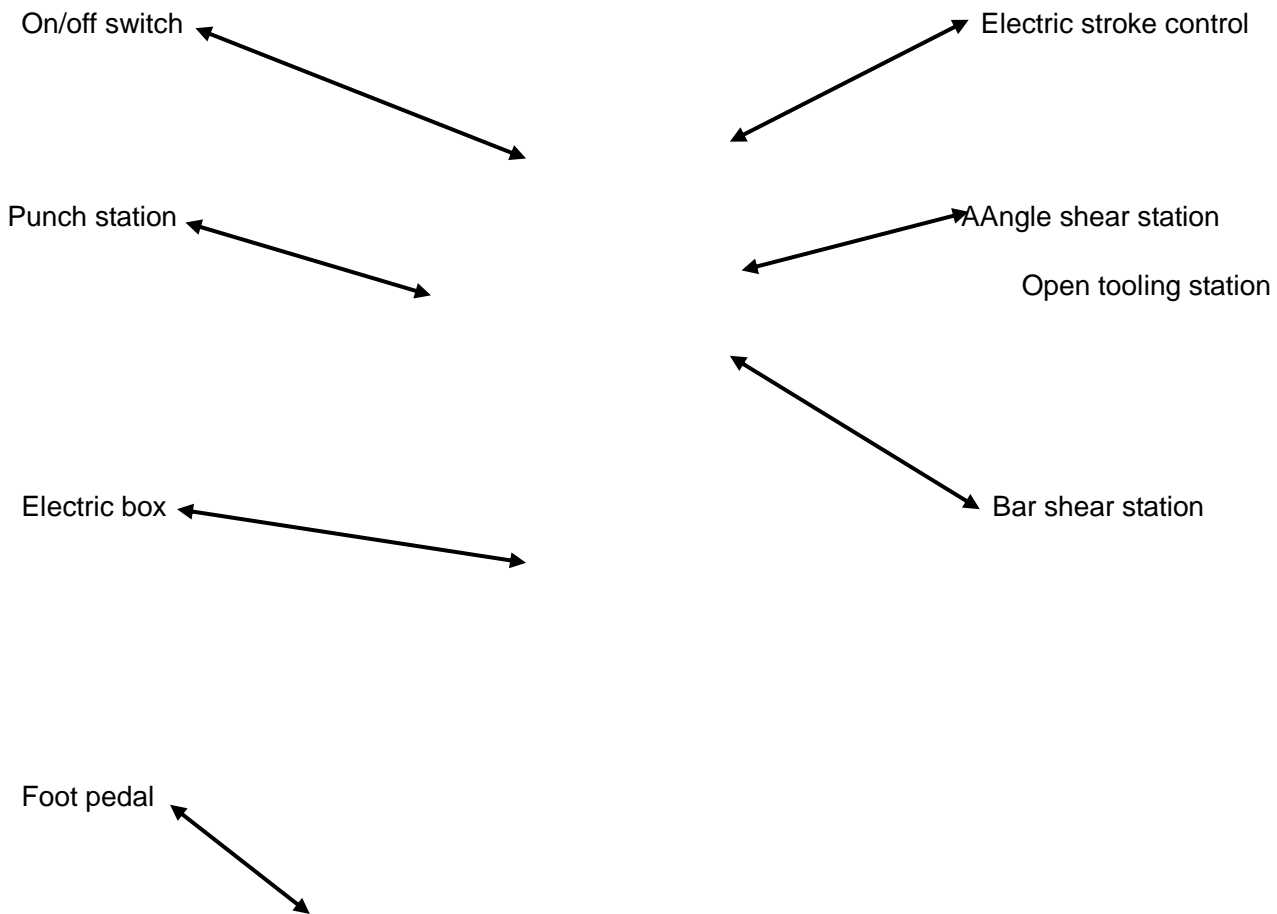 On/off switch
Electric stroke control
Punch station
AAngle shear station
Open tooling station
Electric box
Bar shear station
Foot pedal